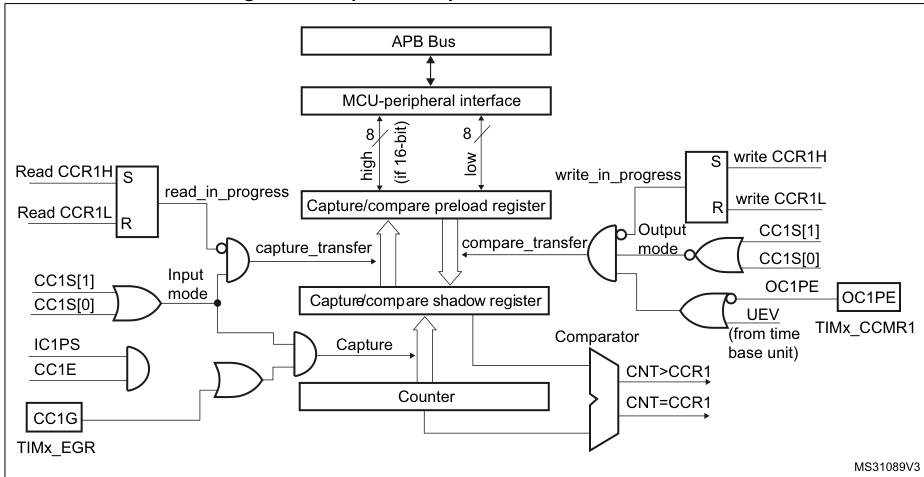 APB Bus
MCU-peripheral interface
8
high
(if 16-bit)
8
low
Read CCR1H
S
read_in_progress
Read CCR1L
R
write_in_progress
S
write CCR1H
R
write CCR1L
Capture/compare preload register
capture_transfer
compare_transfer
Output
mode
CC1S[1]
CC1S[0]
CC1S[1]
CC1S[0]
Input
mode
Capture/compare shadow register
OC1PE
OC1PE
UEV
(from time
base unit)
TIMx_CCMR1
IC1PS
CC1E
Capture
Comparator
CNT>CCR1
CNT=CCR1
Counter
CC1G
TIMx_EGR
MS31089V3